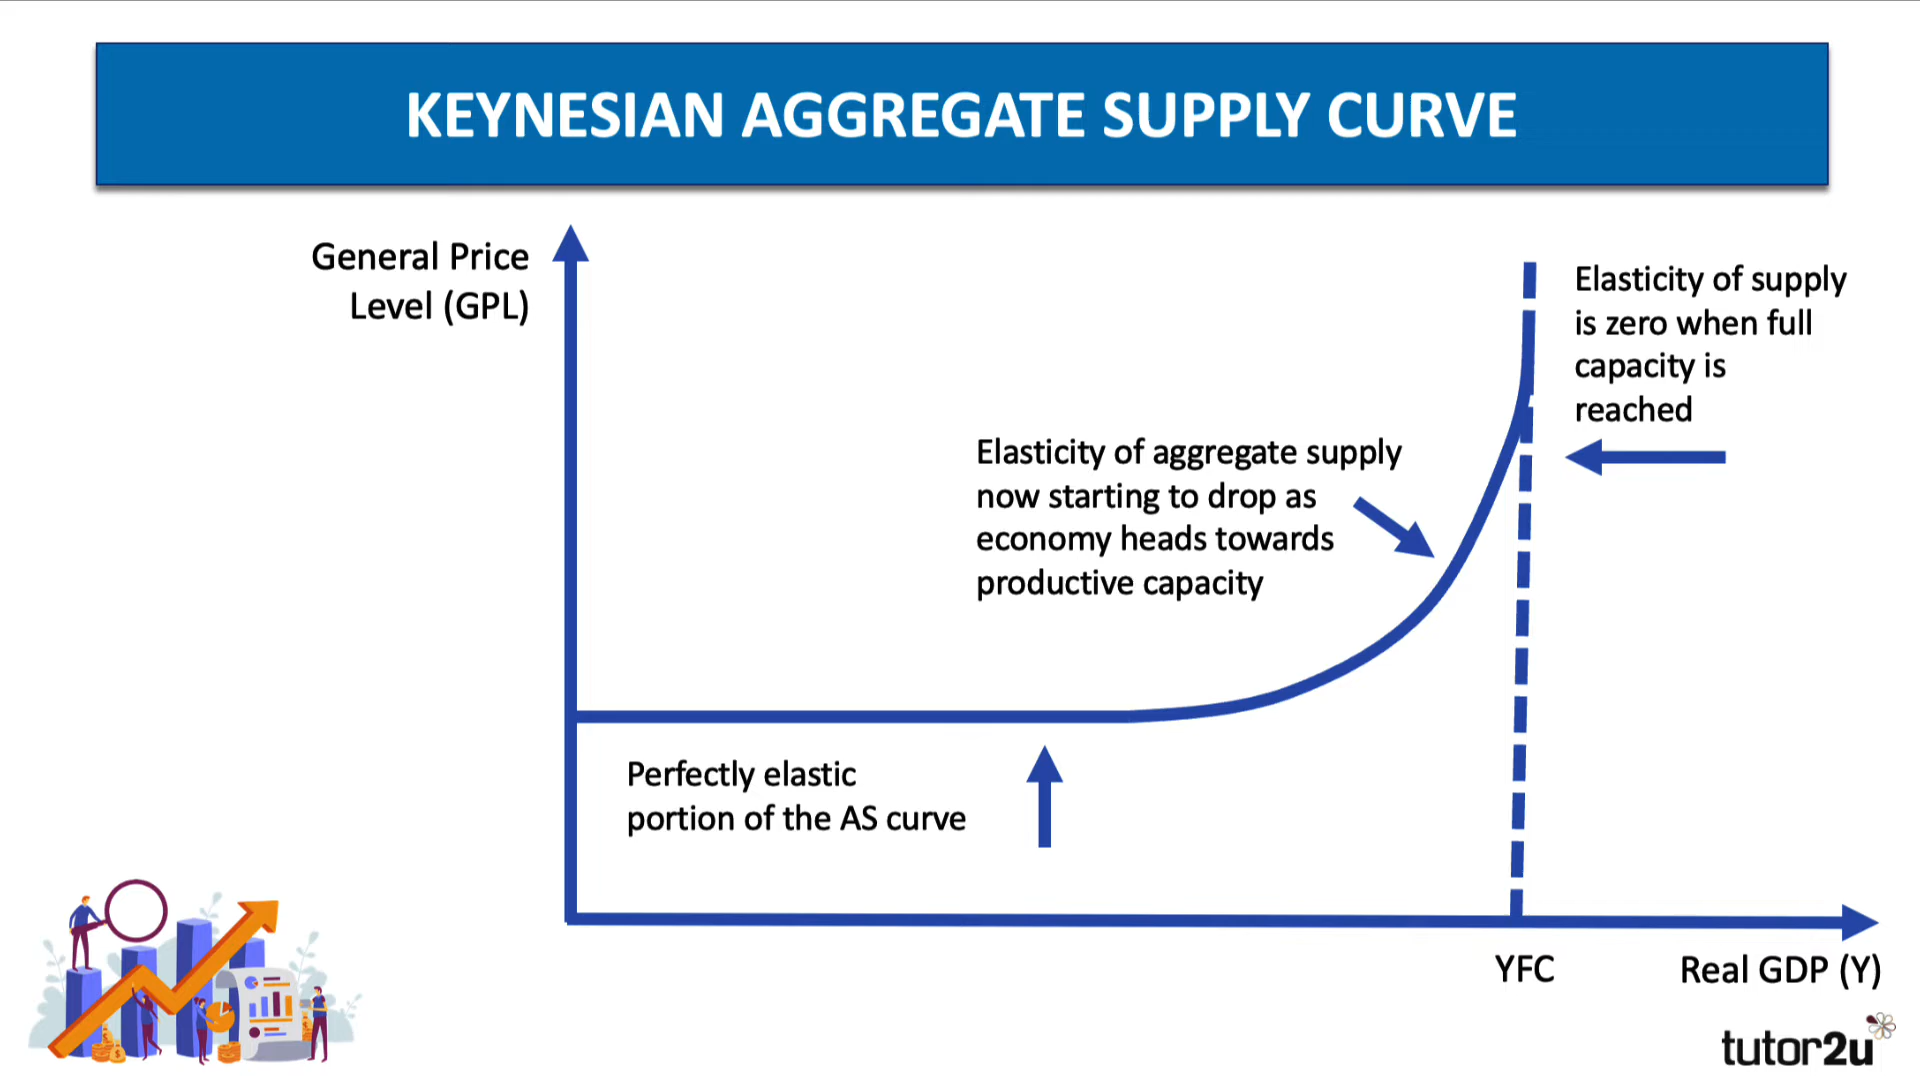 KEYNESIAN AGGREGATE SUPPLY CURVE
General Price
Level (GPL)
Elasticity of supply
is zero when full
capacity is
reached
Elasticity of aggregate supply
now starting to drop as
economy heads towards
productive capacity
Perfectly elastic
portion of the AS curve
YFC
Real GDP (Y)
tutor2u